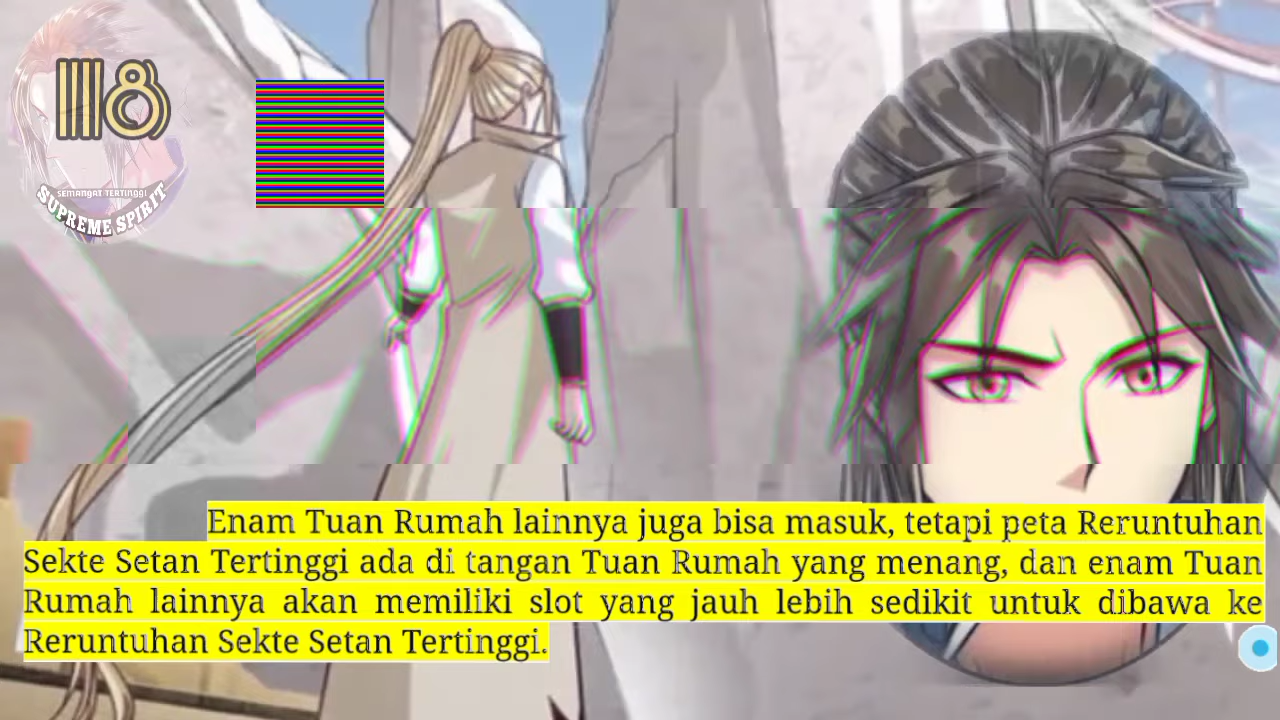 118
SEMANGAT TERTINGGI
SUPREME SPIRIT
Enam Tuan Rumah lainnya juga bisa masuk, tetapi peta Reruntuhan
Sekte Setan Tertinggi ada di tangan Tuan Rumah yang menang, dan enam Tuan
Rumah lainnya akan memiliki slot yang jauh lebih sedikit untuk dibawa ke
Reruntuhan Sekte Setan Tertinggi.